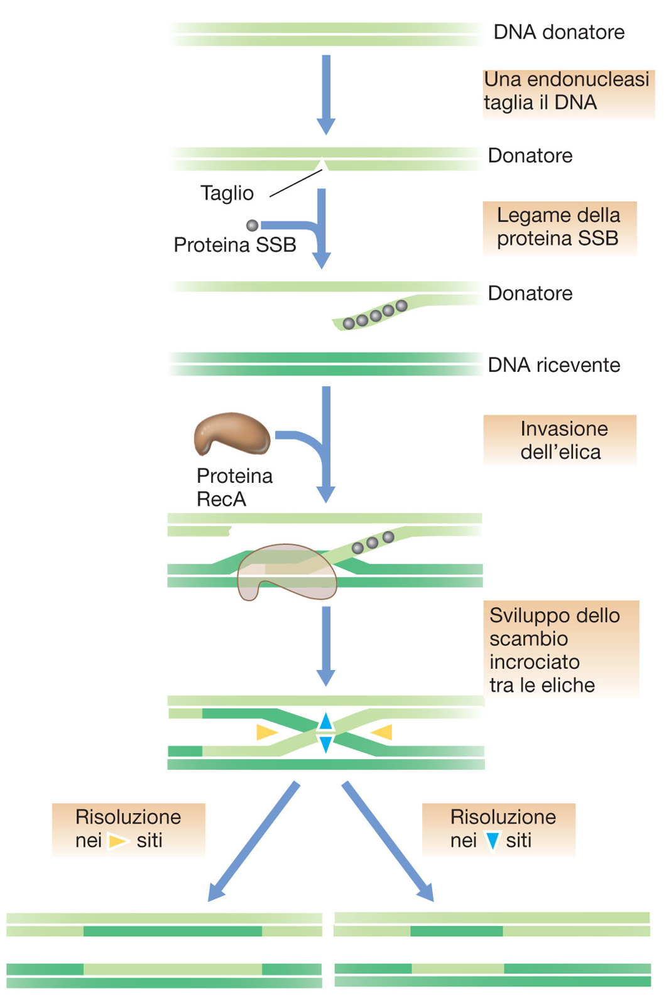 DNA donatore
Una endonucleasi
taglia il DNA
Donatore
Taglio
Proteina SSB
Legame della
proteina SSB
Donatore
DNA ricevente
Proteina
RecA
Invasione
dell'elica
Sviluppo dello
scambio
incrociato
tra le eliche
Risoluzione
nei siti
Risoluzione
nei siti